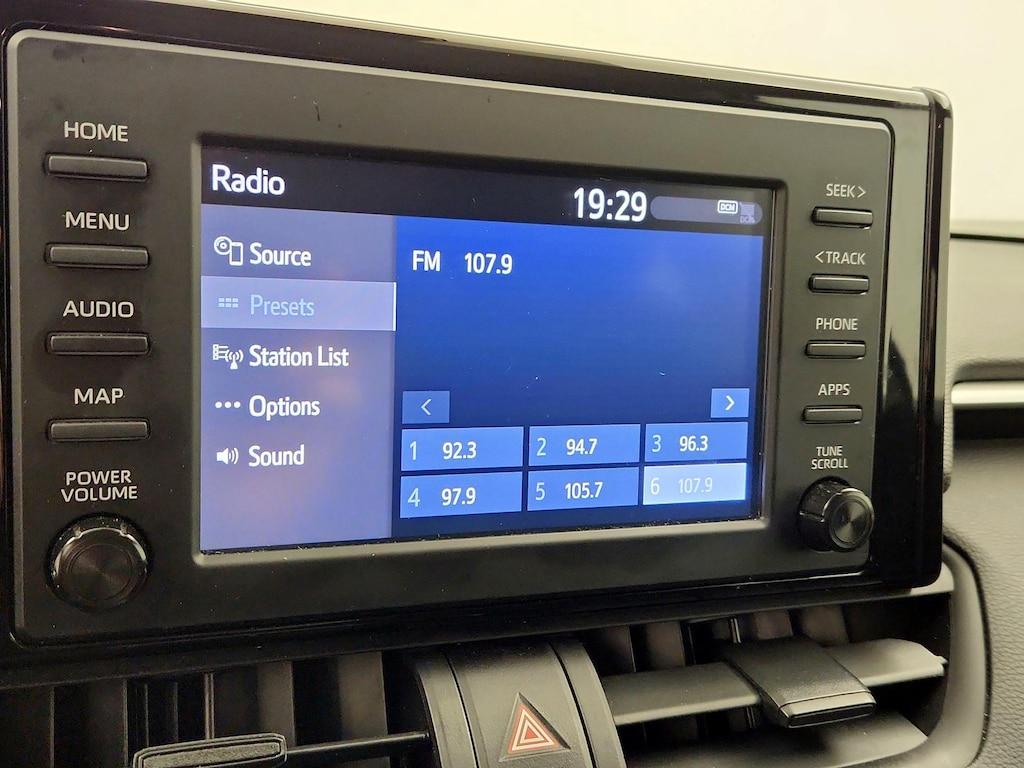 HOME
MENU
AUDIO
MAP
POWER
VOLUME
Radio
19:29
DCM
Source
Presets
Station List
Options
Sound
FM 107.9
<
>
1 92.3
2 94.7
3 96.3
4 97.9
5 105.7
6 107.9
SEEK >
< TRACK
PHONE
APPS
TUNE
SCROLL